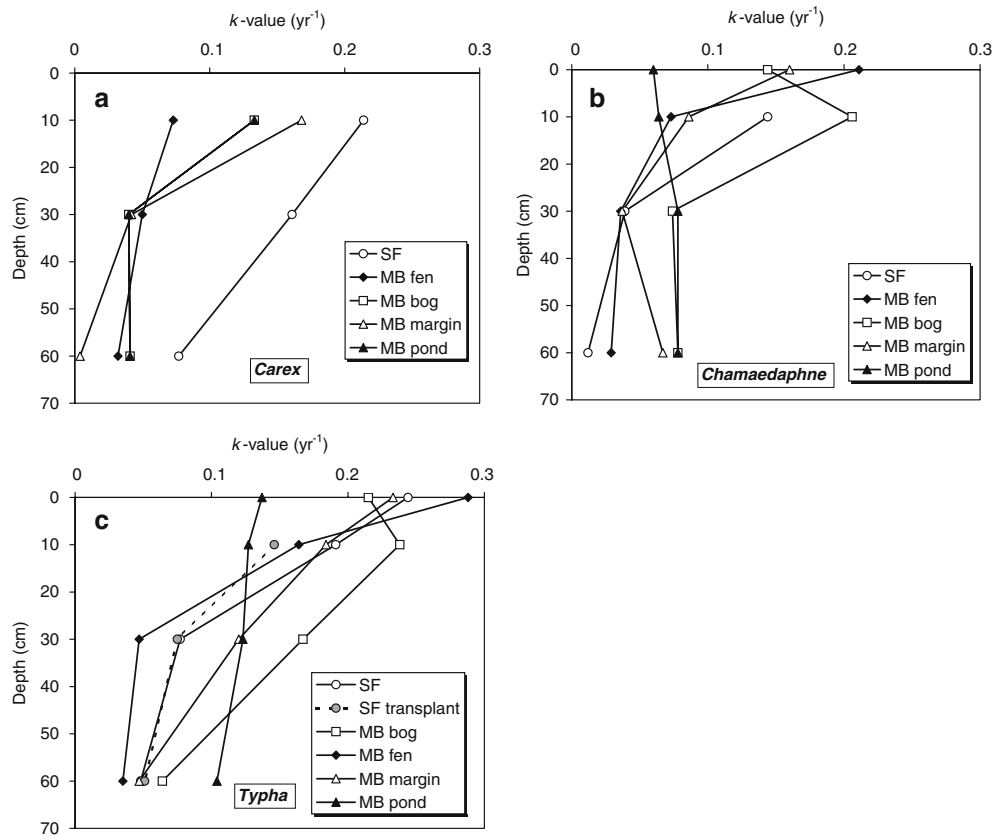 k-value (yr-1)
0 0.1 0.2 0.3
a
0
10
20
30
40
50
60
70
Depth (cm)
SF
MB fen
MB bog
MB margin
MB pond
Carex
k-value (yr-1)
0 0.1 0.2 0.3
b
0
10
20
30
40
50
60
70
Depth (cm)
SF
MB fen
MB bog
MB margin
MB pond
Chamaedaphne
k-value (yr-1)
0 0.1 0.2 0.3
c
0
10
20
30
40
50
60
70
Depth (cm)
SF
SF transplant
MB bog
MB fen
MB margin
MB pond
Typha